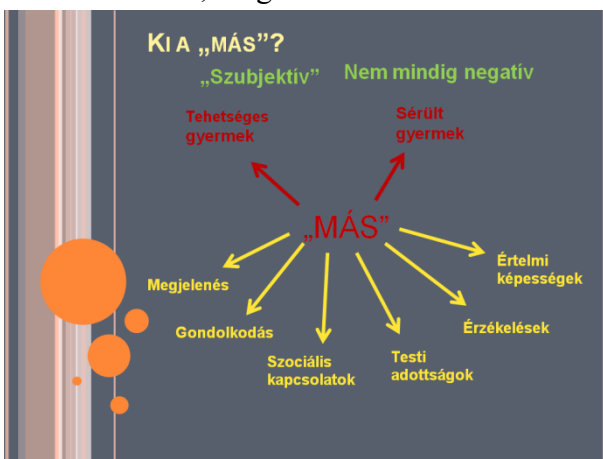 KI A „MÁS”?
„Szubjektív”
Nem mindig negatív
Tehetséges
gyermek
Sérült
gyermek
„MÁS”
Értelmi
képességek
Megjelenés
Gondolkodás
Érzékelések
Szociális
kapcsolatok
Testi
adottságok